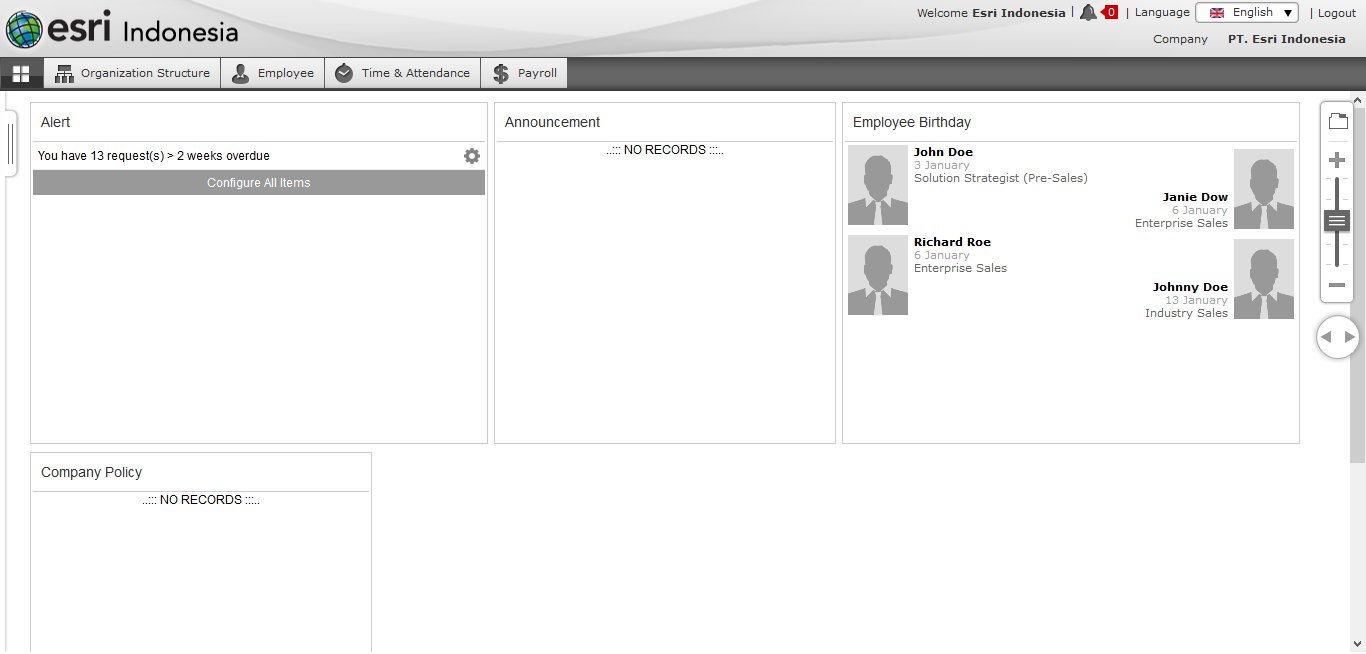 esri Indonesia
Welcome Esri Indonesia | 0 | Language English ▼ | Logout
Company PT. Esri Indonesia
Organization Structure Employee Time & Attendance Payroll
Alert
You have 13 request(s) > 2 weeks overdue
Configure All Items
Announcement
..::: NO RECORDS :::..
Employee Birthday
John Doe
3 January
Solution Strategist (Pre-Sales)
Janie Dow
6 January
Enterprise Sales
Richard Roe
6 January
Enterprise Sales
Johnny Doe
13 January
Industry Sales
Company Policy
..::: NO RECORDS :::..